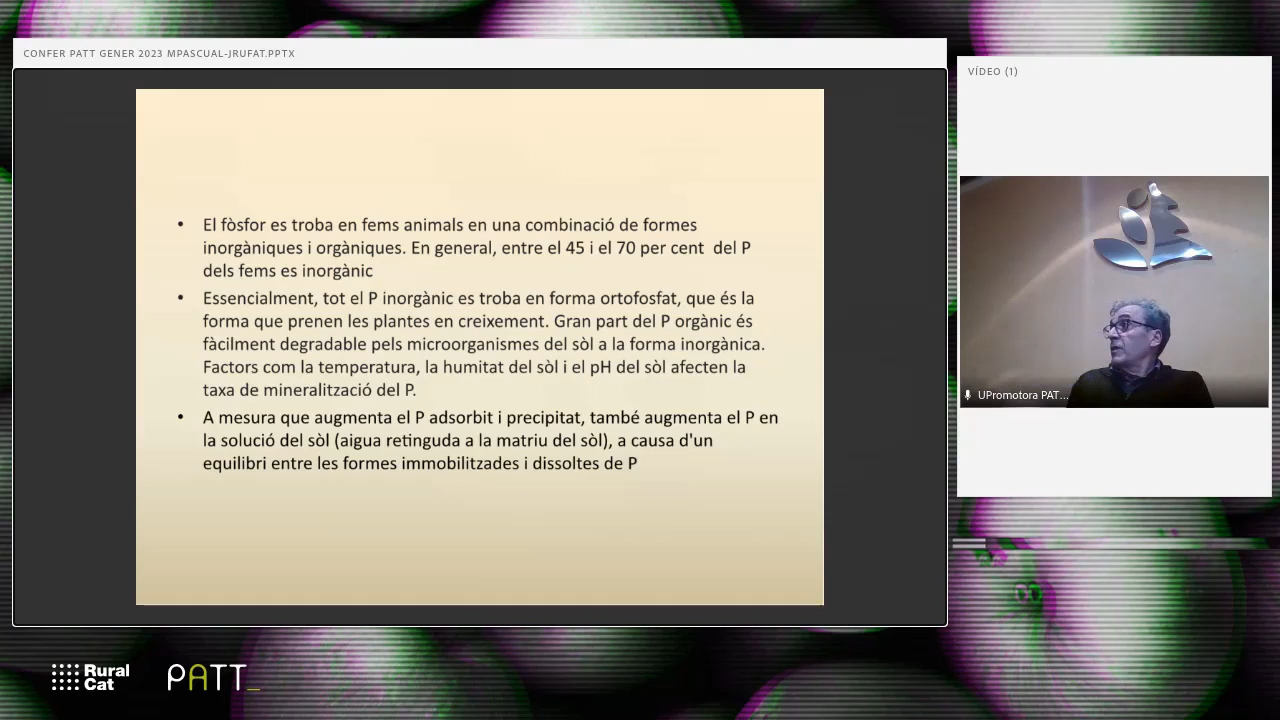 CONFER PATT GENER 2023 MPASCUAL-JRUFAT.PPTX
VÍDEO (1)
• El fòsfor es troba en fems animals en una combinació de formes
inorgàniques i orgàniques. En general, entre el 45 i el 70 per cent del P
dels fems es inorgànic
• Essencialment, tot el P inorgànic es troba en forma ortofosfat, que és la
forma que prenen les plantes en creixement. Gran part del P orgànic és
fàcilment degradable pels microorganismes del sòl a la forma inorgànica.
Factors com la temperatura, la humitat del sòl i el pH del sòl afecten la
taxa de mineralització del P.
• A mesura que augmenta el P adsorbit i precipitat, també augmenta el P en
la solució del sòl (aigua retinguda a la matriu del sòl), a causa d'un
equilibri entre les formes immobilitzades i dissoltes de P
UPromotora PAT...
Rural
Cat
PATT_